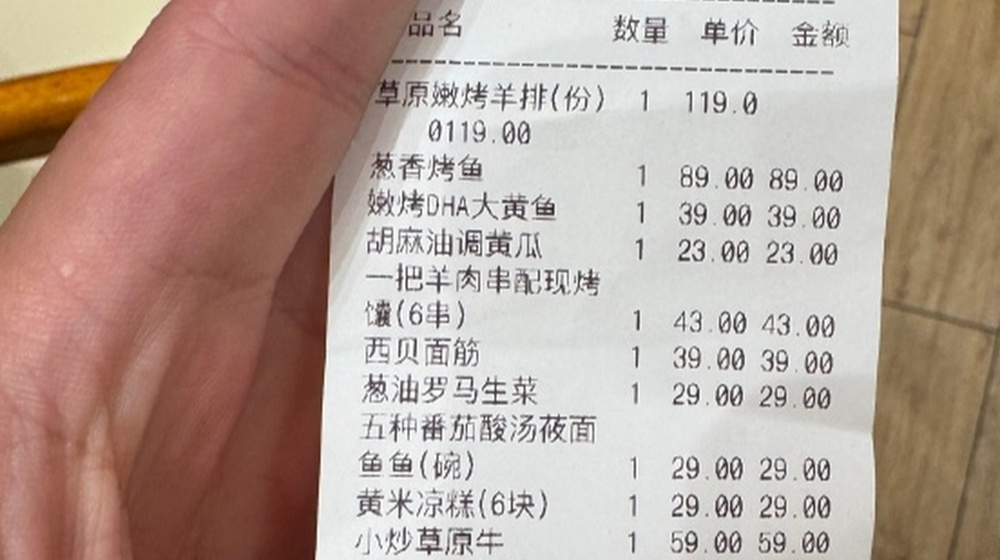 品名 数量 单价 金额
草原嫩烤羊排(份) 1 119.0
0119.00
葱香烤鱼 1 89.00 89.00
嫩烤DHA大黄鱼 1 39.00 39.00
胡麻油调黄瓜 1 23.00 23.00
一把羊肉串配现烤
馕(6串) 1 43.00 43.00
西贝面筋 1 39.00 39.00
葱油罗马生菜 1 29.00 29.00
五种番茄酸汤莜面
鱼鱼(碗) 1 29.00 29.00
黄米凉糕(6块) 1 29.00 29.00
小炒草原牛 1 59.00 59.00